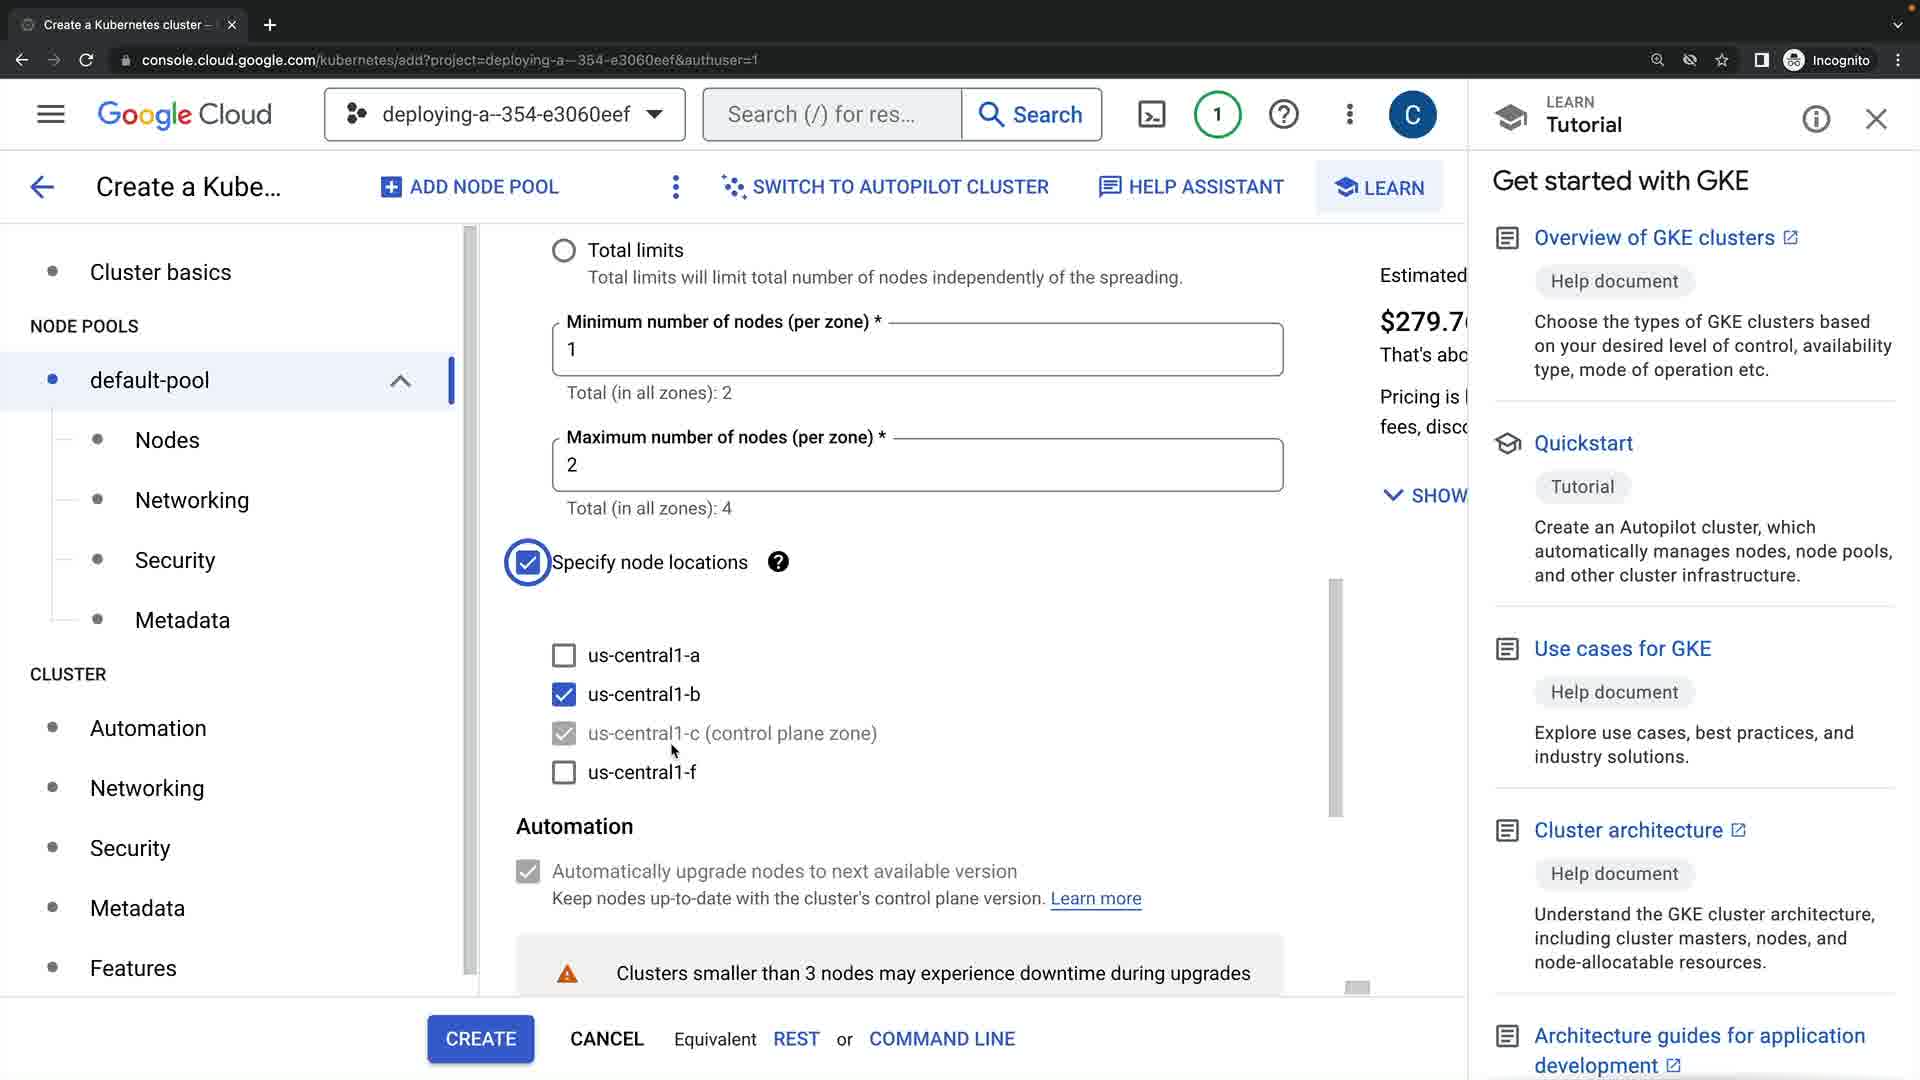 Create a Kubernetes cluster –
console.cloud.google.com/kubernetes/add?project=deploying-a--354-e3060eef&authuser=1
Incognito
Google Cloud
deploying-a--354-e3060eef
Search (/) for res...
Search
1
C
LEARN
Tutorial
Create a Kube...
ADD NODE POOL
SWITCH TO AUTOPILOT CLUSTER
HELP ASSISTANT
LEARN
Cluster basics
NODE POOLS
default-pool
Nodes
Networking
Security
Metadata
CLUSTER
Automation
Networking
Security
Metadata
Features
Total limits
Total limits will limit total number of nodes independently of the spreading.
Minimum number of nodes (per zone) *
1
Total (in all zones): 2
Maximum number of nodes (per zone) *
2
Total (in all zones): 4
Specify node locations
us-central1-a
us-central1-b
us-central1-c (control plane zone)
us-central1-f
Automation
Automatically upgrade nodes to next available version
Keep nodes up-to-date with the cluster's control plane version. Learn more
Clusters smaller than 3 nodes may experience downtime during upgrades
Estimated
$279.7
That's abo
Pricing is
fees, disc
SHOW
CREATE
CANCEL
Equivalent REST or COMMAND LINE
Get started with GKE
Overview of GKE clusters
Help document
Choose the types of GKE clusters based
on your desired level of control, availability
type, mode of operation etc.
Quickstart
Tutorial
Create an Autopilot cluster, which
automatically manages nodes, node pools,
and other cluster infrastructure.
Use cases for GKE
Help document
Explore use cases, best practices, and
industry solutions.
Cluster architecture
Help document
Understand the GKE cluster architecture,
including cluster masters, nodes, and
node-allocatable resources.
Architecture guides for application
development